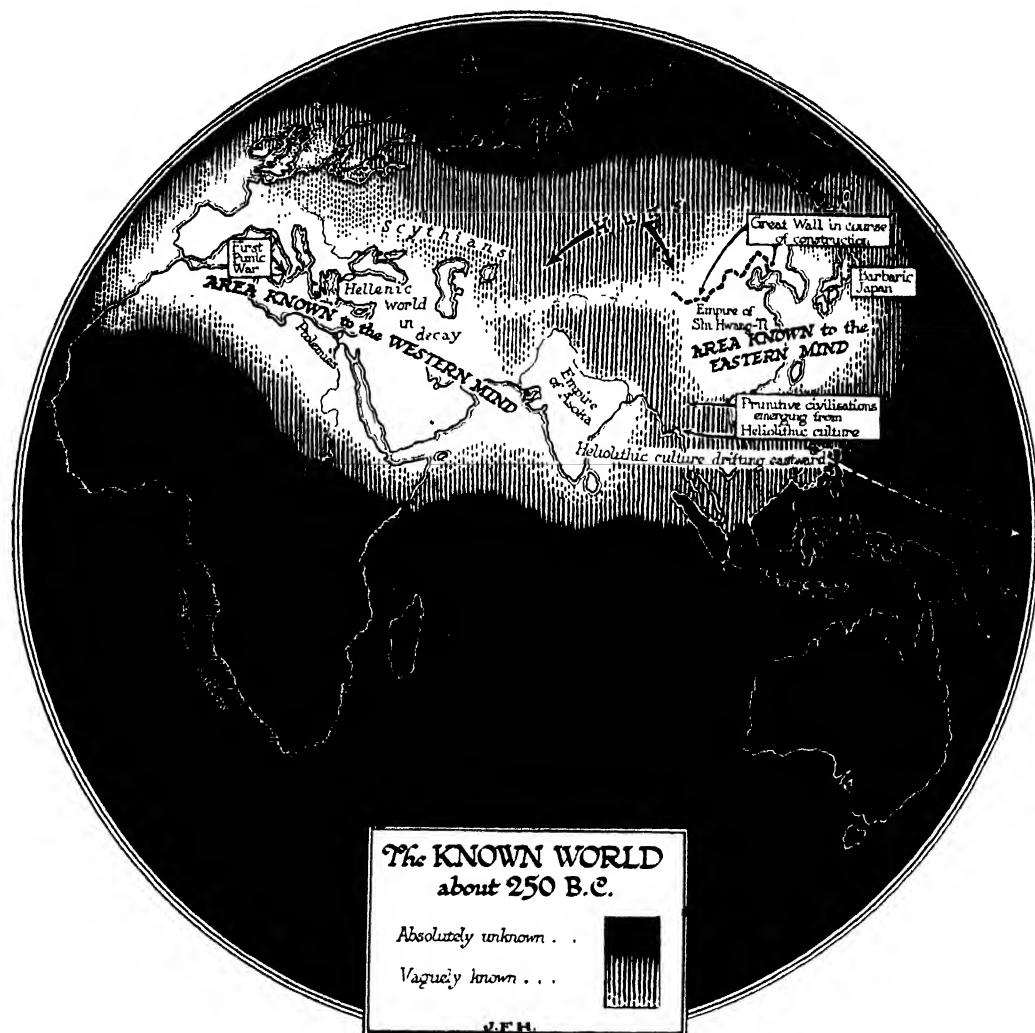 Scythians
Huns
Great Wall in course
of construction
First
Punic
War
Hellenic
world
in
decay
Barbaric
Japan
AREA KNOWN to the WESTERN MIND
Ptolemies
Empire of
Shi Hwang-Ti
AREA KNOWN to the
EASTERN MIND
Empire
of
Asoka
Primitive civilisations
emerging from
Heliolithic culture
Heliolithic culture drifting eastward
The KNOWN WORLD
about 250 B.C.
Absolutely unknown . .
Vaguely known . . .
J.F.H.